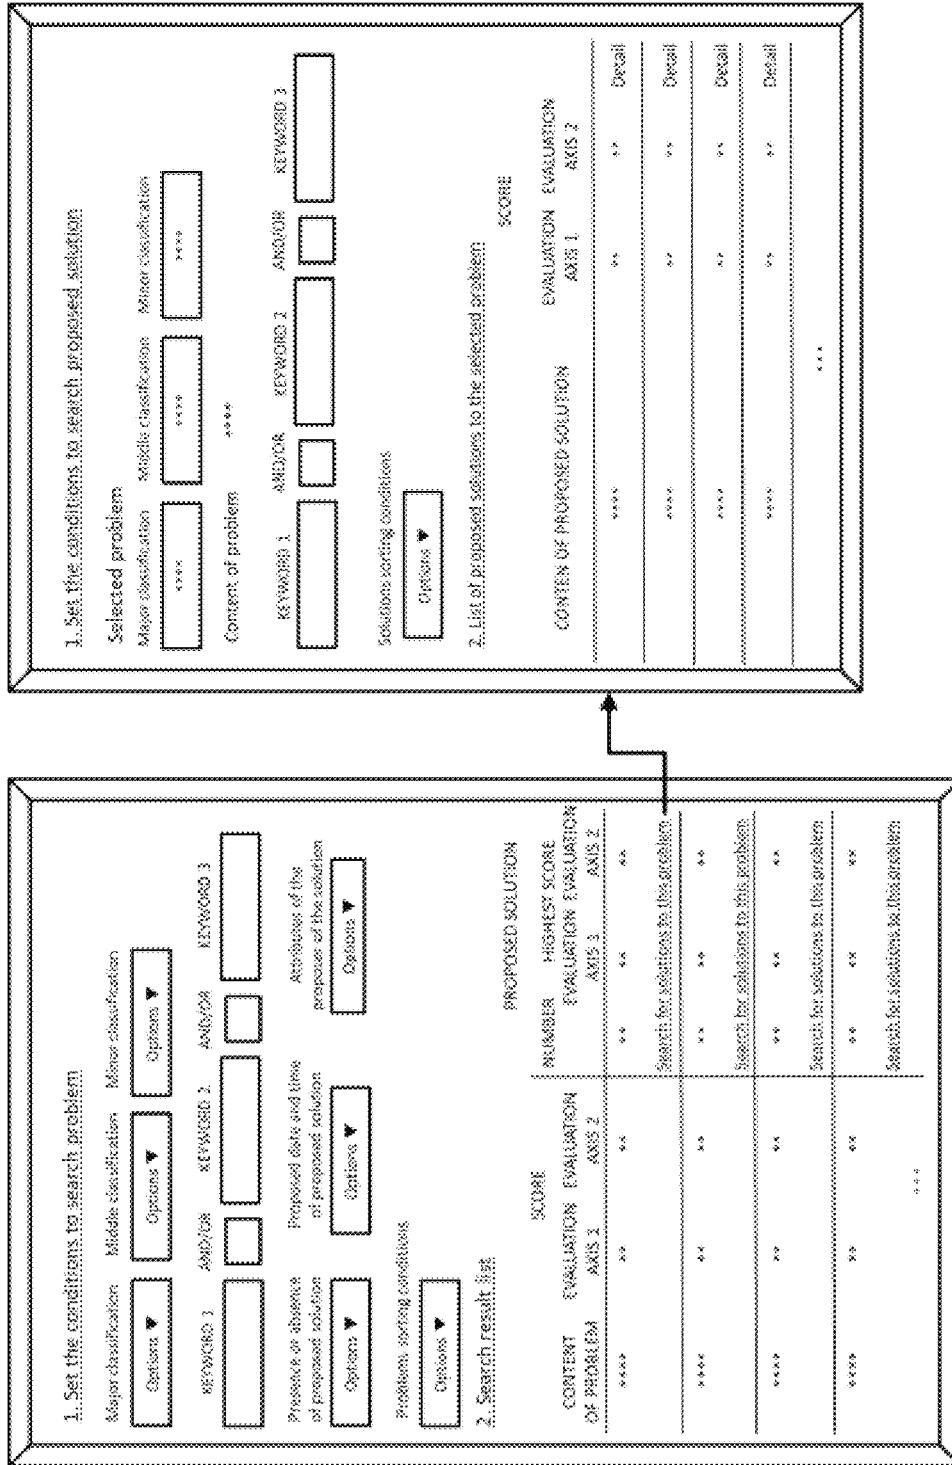 1. Set the conditions to search problem
Major classification Middle classification Minor classification
Options ▼ Options ▼ Options ▼
KEYWORD 1 AND/OR KEYWORD 2 AND/OR KEYWORD 3
Presence or absence of proposed solution
Proposed date and time of proposed solution
Attributes of the proposer of the solution
Options ▼ Options ▼ Options ▼
Problems sorting conditions
Options ▼
2. Search result list
PROPOSED SOLUTION
SCORE NUMBER HIGHEST SCORE
CONTENT OF PROBLEM EVALUATION AXIS 1 EVALUATION AXIS 2 EVALUATION AXIS 1 EVALUATION AXIS 2
**** ** ** ** ** **
Search for solutions to this problem
**** ** ** ** ** **
Search for solutions to this problem
**** ** ** ** ** **
Search for solutions to this problem
**** ** ** ** ** **
Search for solutions to this problem
***
1. Set the conditions to search proposed solution
Selected problem
Major classification Middle classification Minor classification
**** **** ****
Content of problem ****
KEYWORD 1 AND/OR KEYWORD 2 AND/OR KEYWORD 3
Solutions sorting conditions
Options ▼
2. List of proposed solutions to the selected problem
SCORE
CONTEN OF PROPOSED SOLUTION EVALUATION AXIS 1 EVALUATION AXIS 2
**** ** ** Detail
**** ** ** Detail
**** ** ** Detail
**** ** ** Detail
***